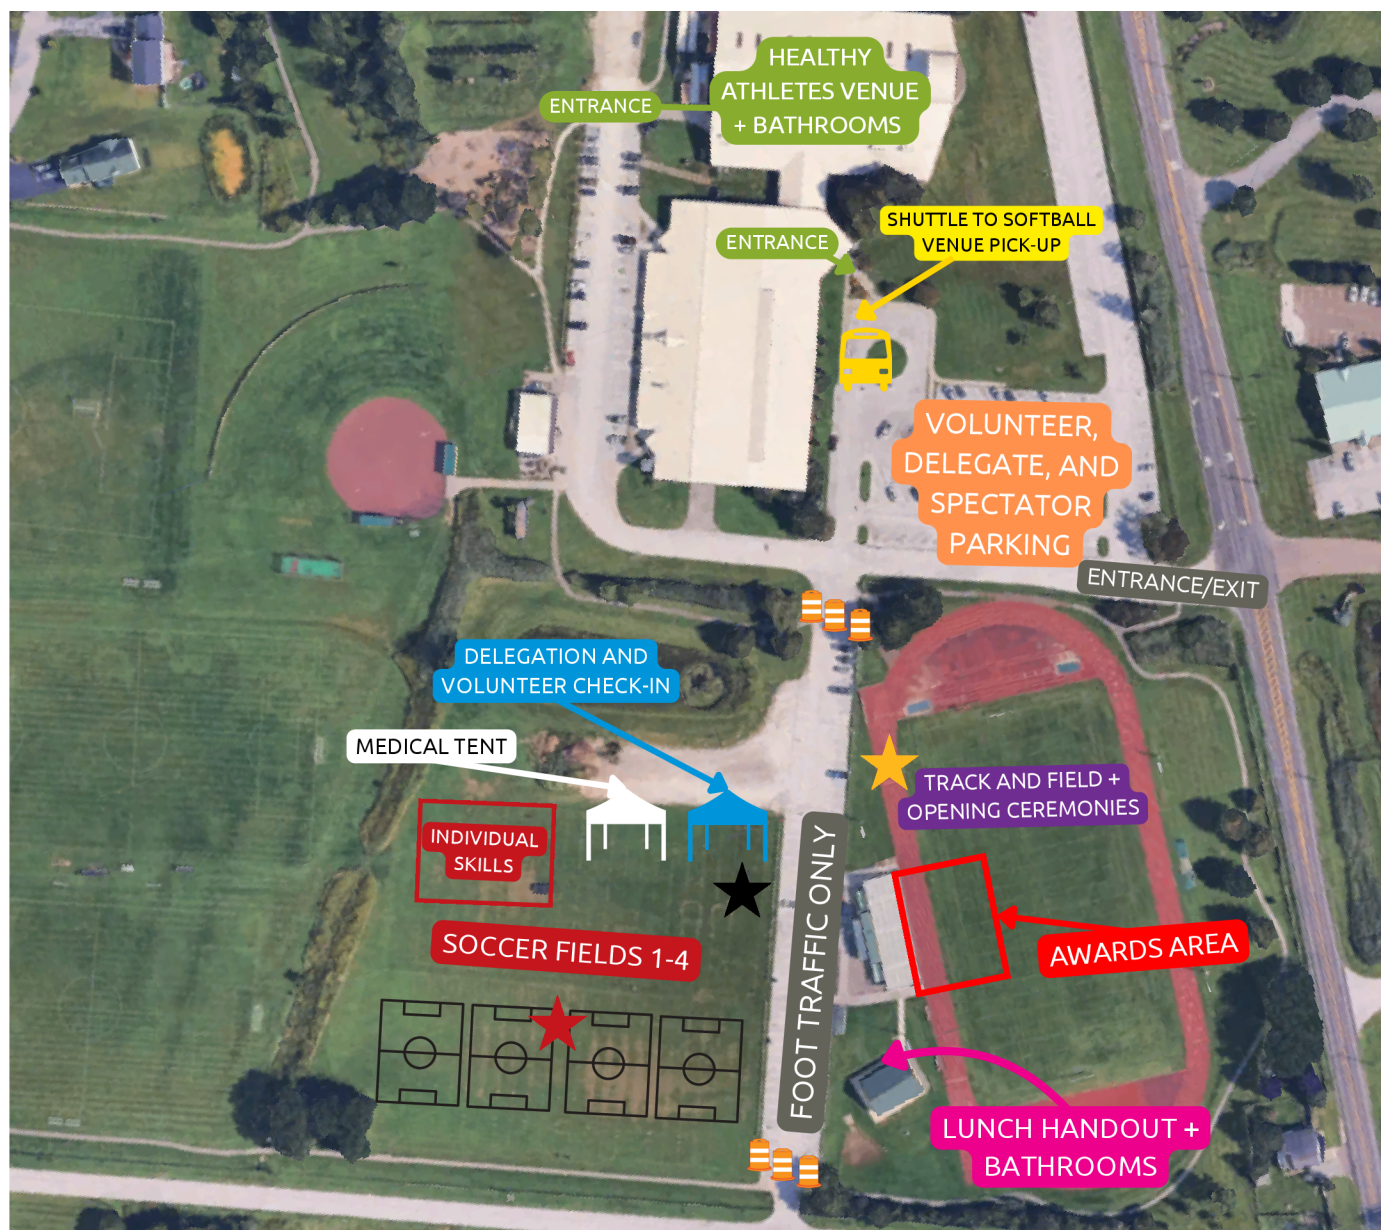 HEALTHY
ATHLETES VENUE
+ BATHROOMS
ENTRANCE
SHUTTLE TO SOFTBALL
VENUE PICK-UP
ENTRANCE
VOLUNTEER,
DELEGATE, AND
SPECTATOR
PARKING
ENTRANCE/EXIT
DELEGATION AND
VOLUNTEER CHECK-IN
MEDICAL TENT
TRACK AND FIELD +
OPENING CEREMONIES
INDIVIDUAL
SKILLS
FOOT TRAFFIC ONLY
SOCCER FIELDS 1-4
AWARDS AREA
LUNCH HANDOUT +
BATHROOMS